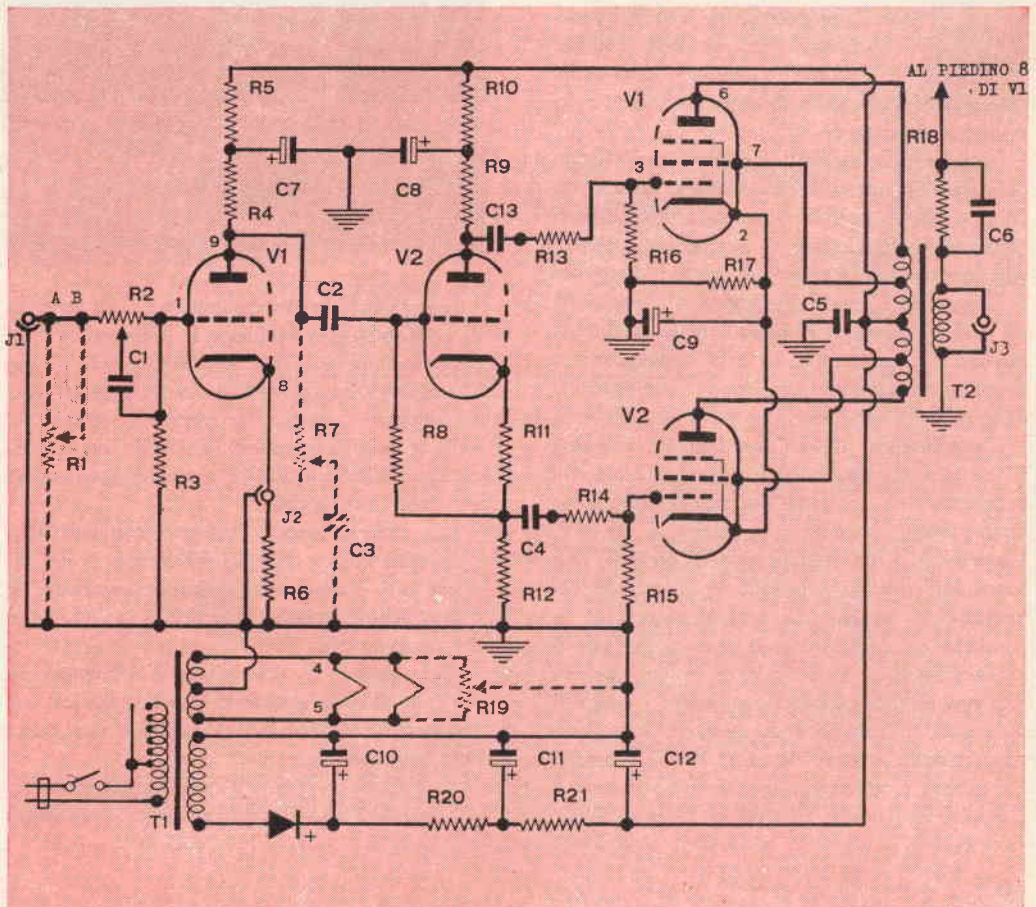 AL PIEDINO 8
DI V1
R5
R10
V1
6
R18
C7
C8
3
7
R4
R9
C13
R13
R16
2
C6
9
V1
V2
R17
A B
R2
C2
C5
J1
1
C9
J3
C1
8
T2
R1
R7
R8
R11
V2
R3
R14
J2
C3
C4
R6
R12
R15
4
5
R19
C10
C11
C12
R20
R21
T1
+